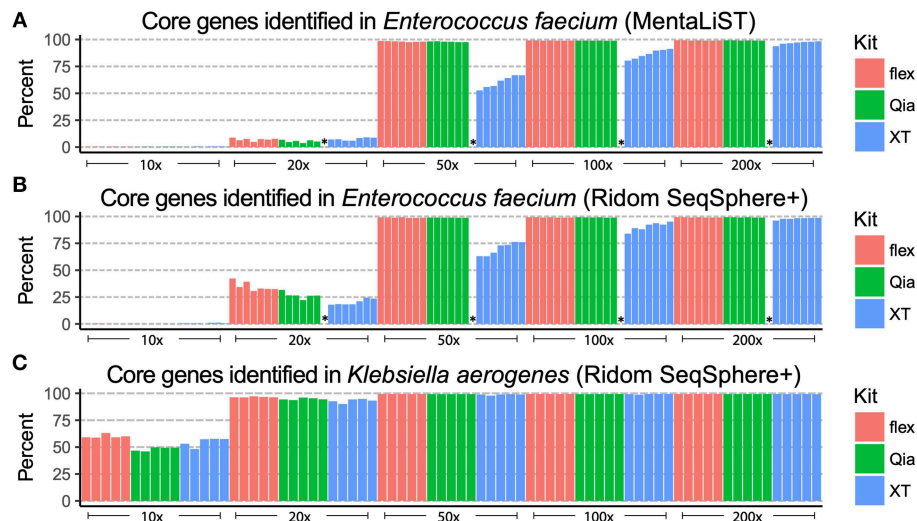 A
Core genes identified in Enterococcus faecium (MentaLiST)
Percent
100
75
50
25
0
* * * *
10x 20x 50x 100x 200x
Kit
flex
Qia
XT
B
Core genes identified in Enterococcus faecium (Ridom SeqSphere+)
Percent
100
75
50
25
0
* * * *
10x 20x 50x 100x 200x
Kit
flex
Qia
XT
C
Core genes identified in Klebsiella aerogenes (Ridom SeqSphere+)
Percent
100
75
50
25
0
10x 20x 50x 100x 200x
Kit
flex
Qia
XT